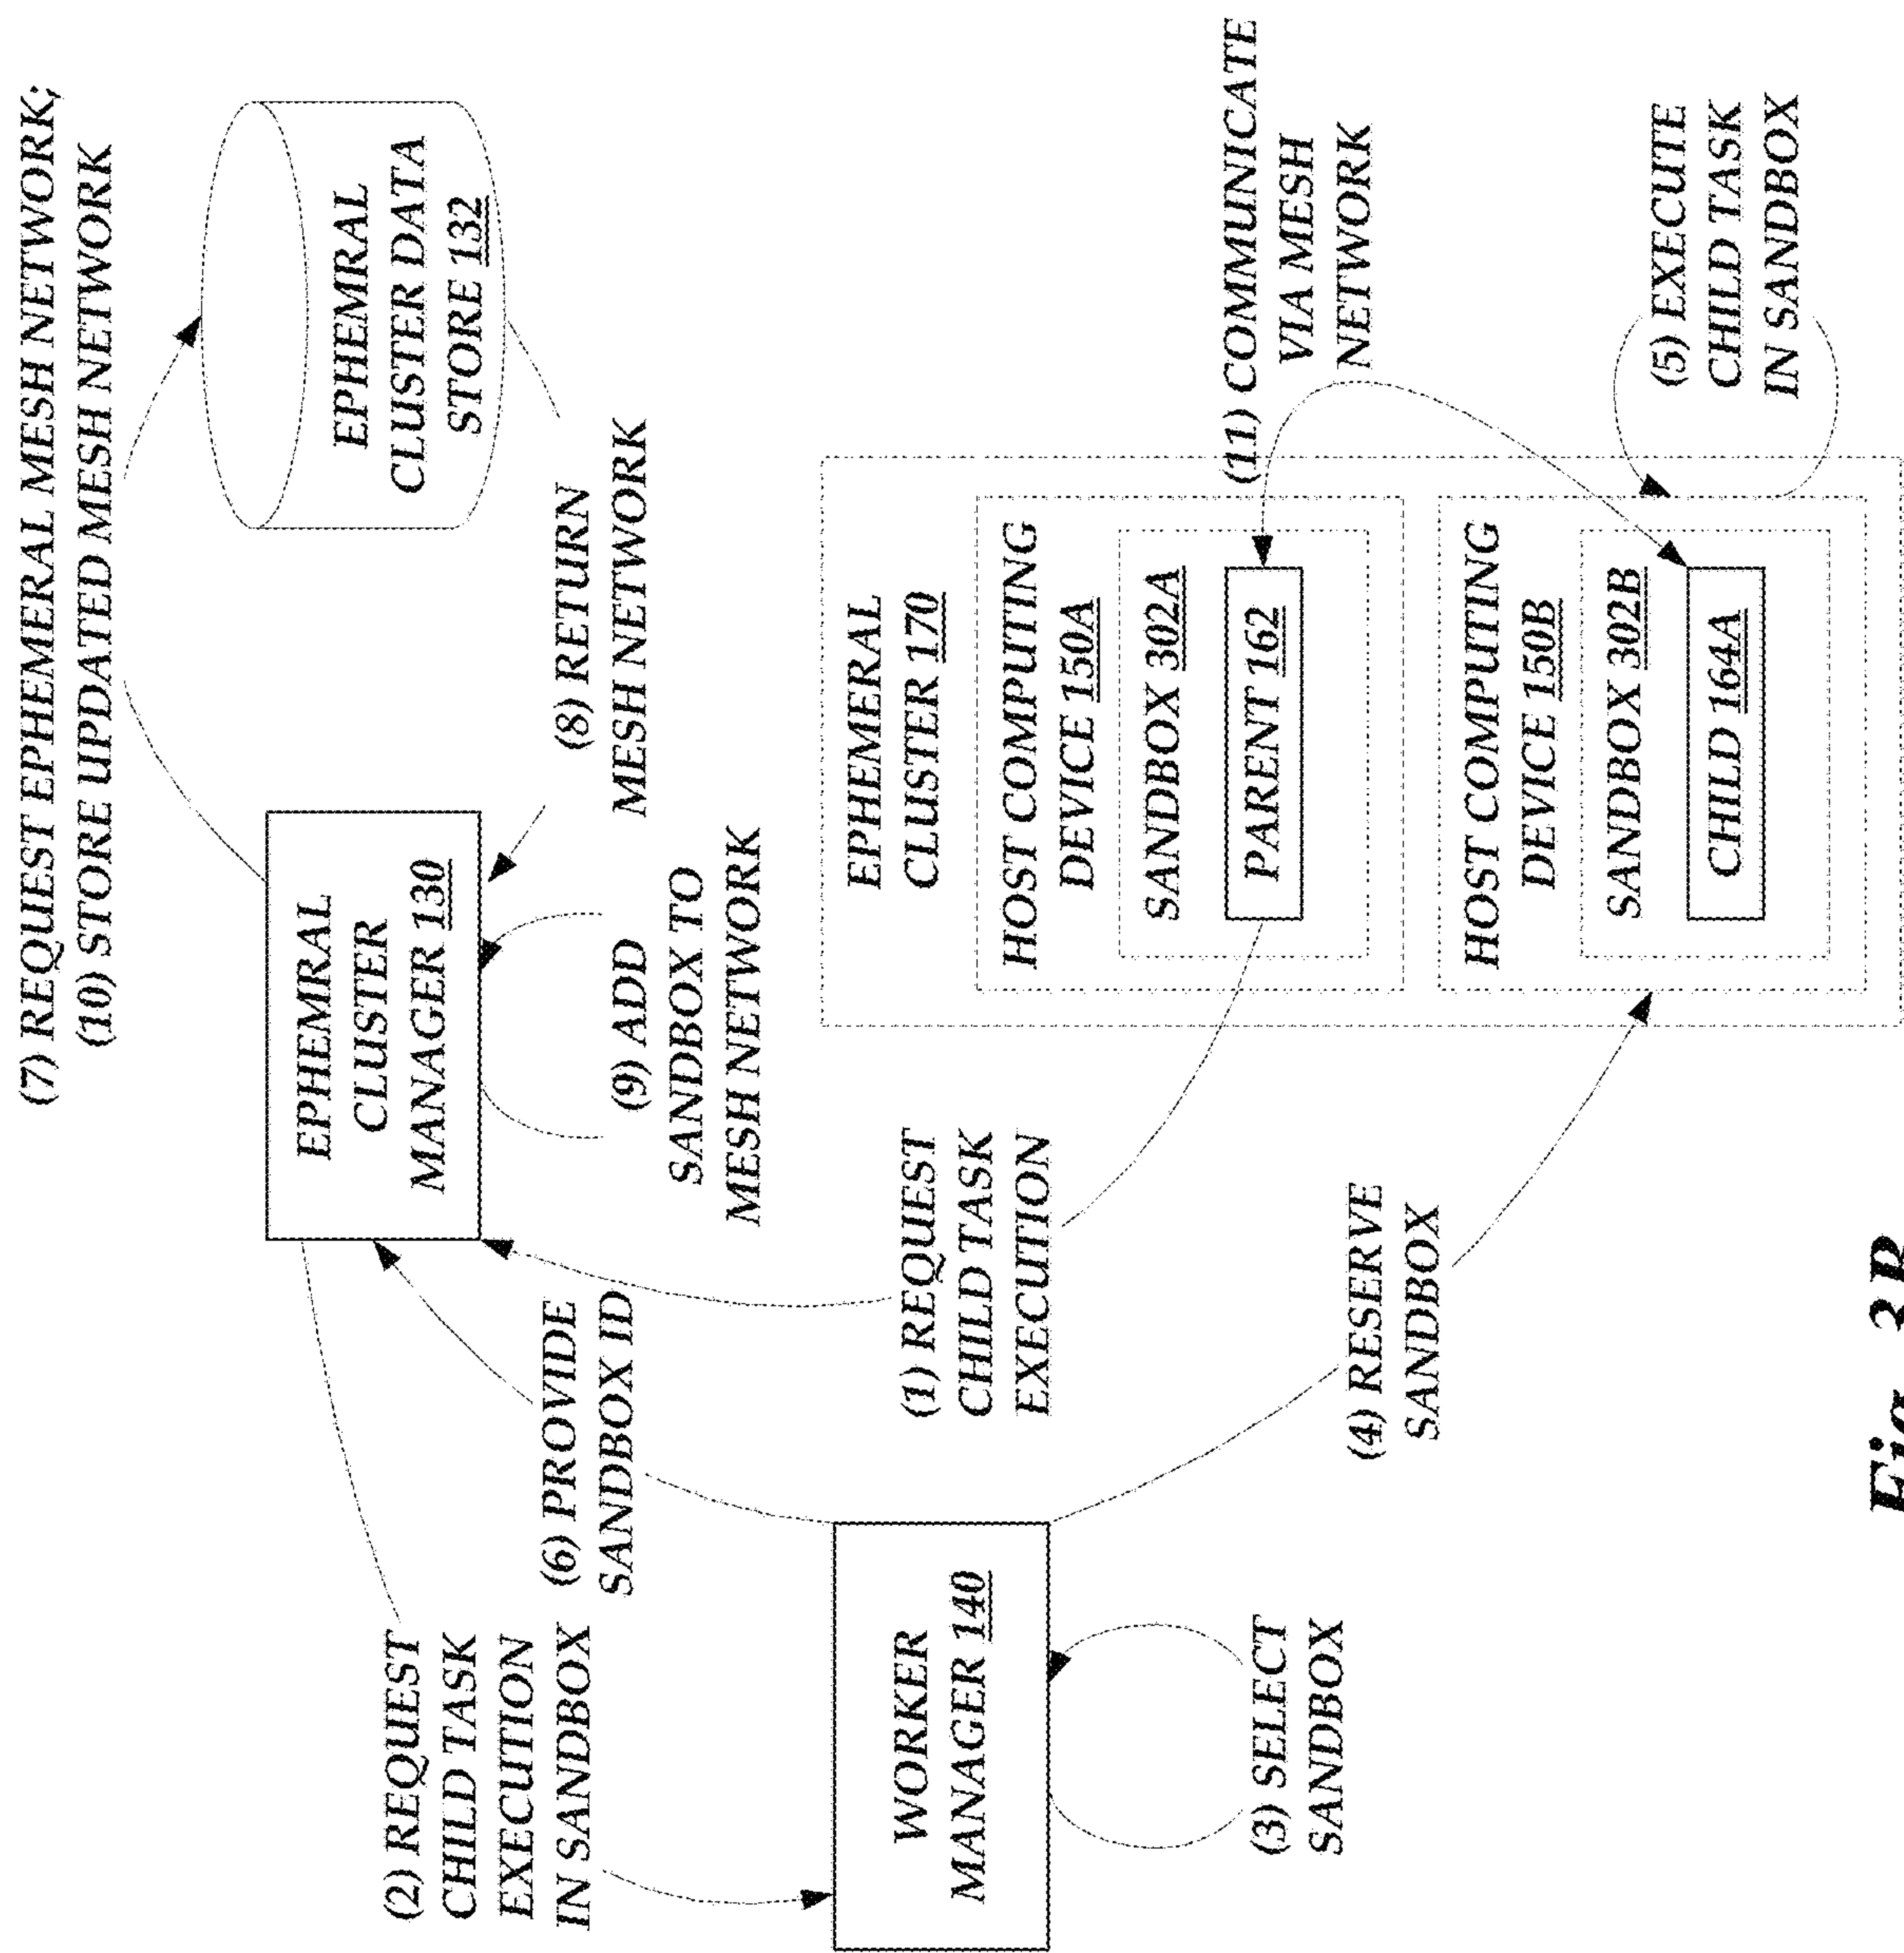 (7) REQUEST EPHEMERAL MESH NETWORK;
(10) STORE UPDATED MESH NETWORK
EPHEMRAL
CLUSTER
MANAGER 130
EPHEMRAL
CLUSTER DATA
STORE 132
(2) REQUEST
CHILD TASK
EXECUTION
IN SANDBOX
(6) PROVIDE
SANDBOX ID
(9) ADD
SANDBOX TO
MESH NETWORK
(8) RETURN
MESH NETWORK
WORKER
MANAGER 140
(1) REQUEST
CHILD TASK
EXECUTION
EPHEMERAL
CLUSTER 170
HOST COMPUTING
DEVICE 150A
SANDBOX 302A
PARENT 162
(11) COMMUNICATE
VIA MESH
NETWORK
(3) SELECT
SANDBOX
(4) RESERVE
SANDBOX
HOST COMPUTING
DEVICE 150B
SANDBOX 302B
CHILD 164A
(5) EXECUTE
CHILD TASK
IN SANDBOX
Fig. 3B